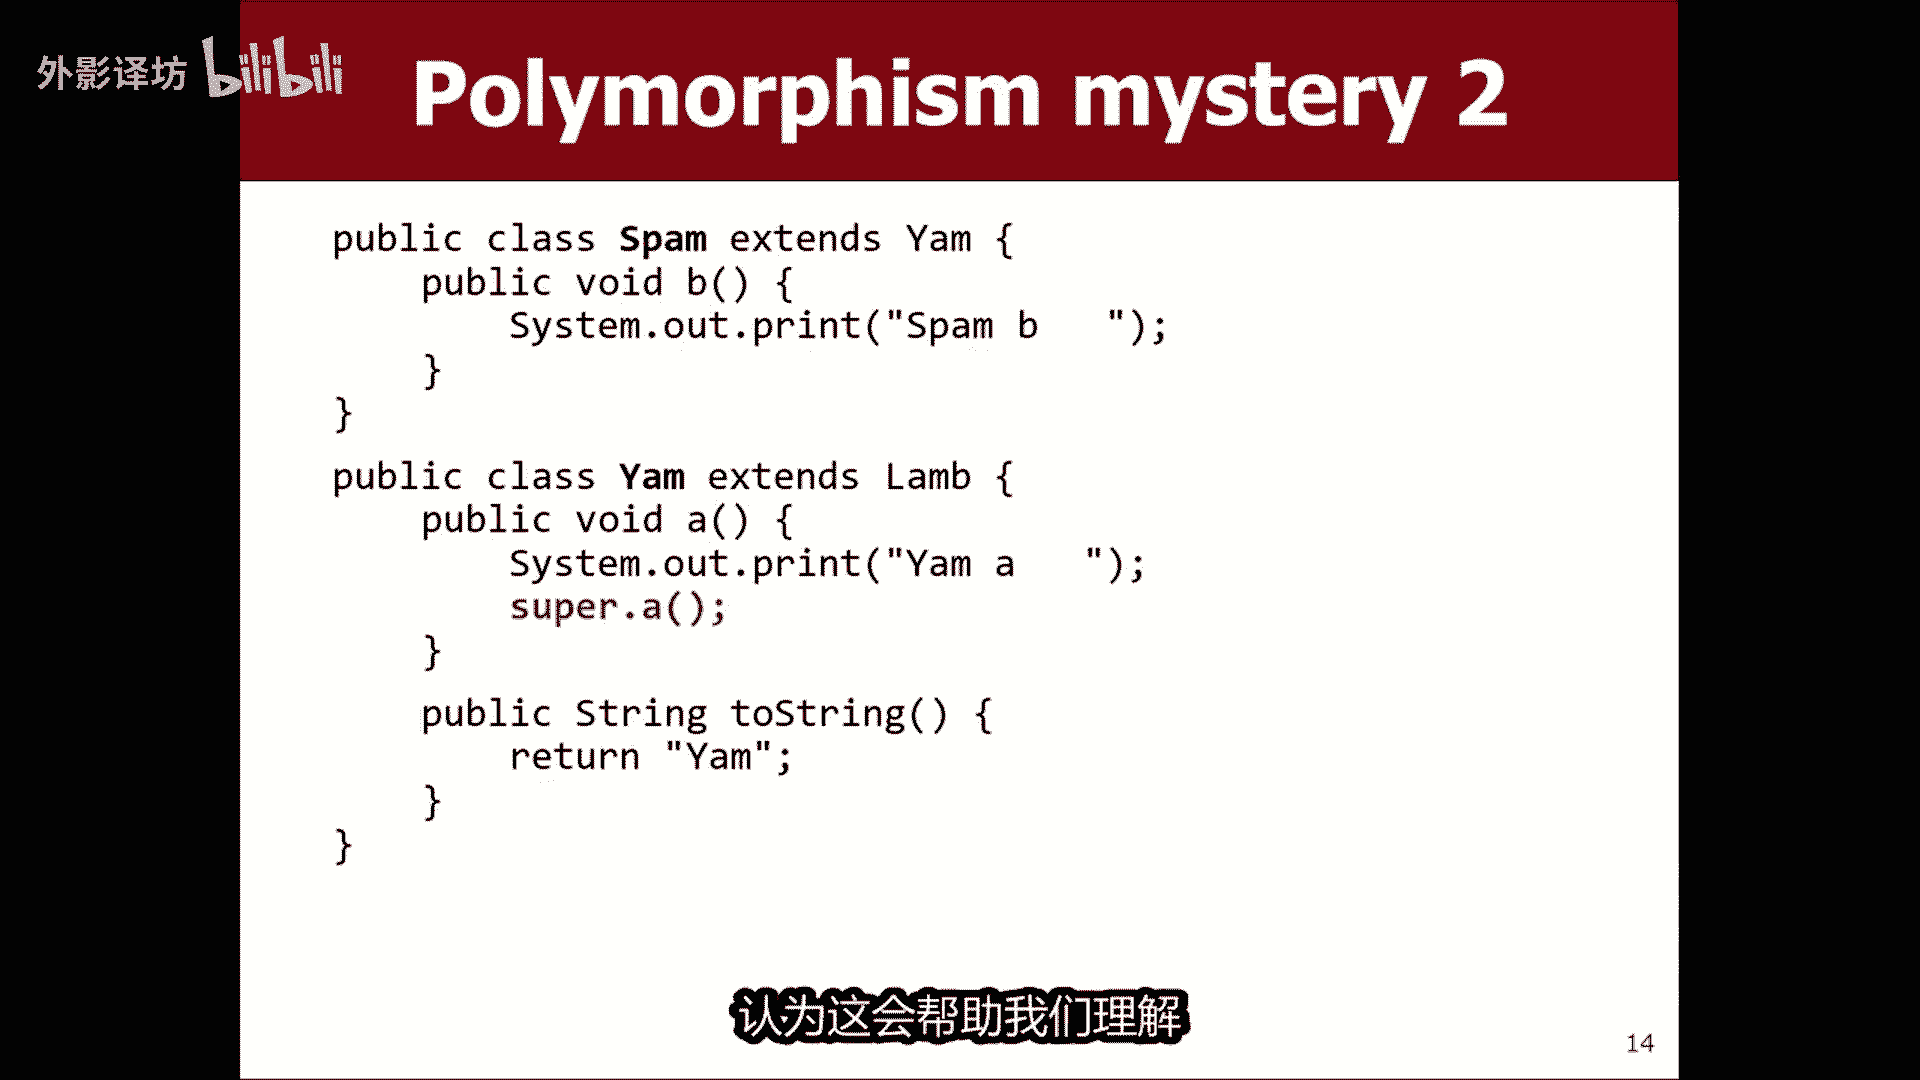 外影译坊 bilibili
Polymorphism mystery 2
public class Spam extends Yam {
    public void b() {
        System.out.print("Spam b   ");
    }
}
public class Yam extends Lamb {
    public void a() {
        System.out.print("Yam a   ");
        super.a();
    }
    public String toString() {
        return "Yam";
    }
}
认为这会帮助我们理解
14